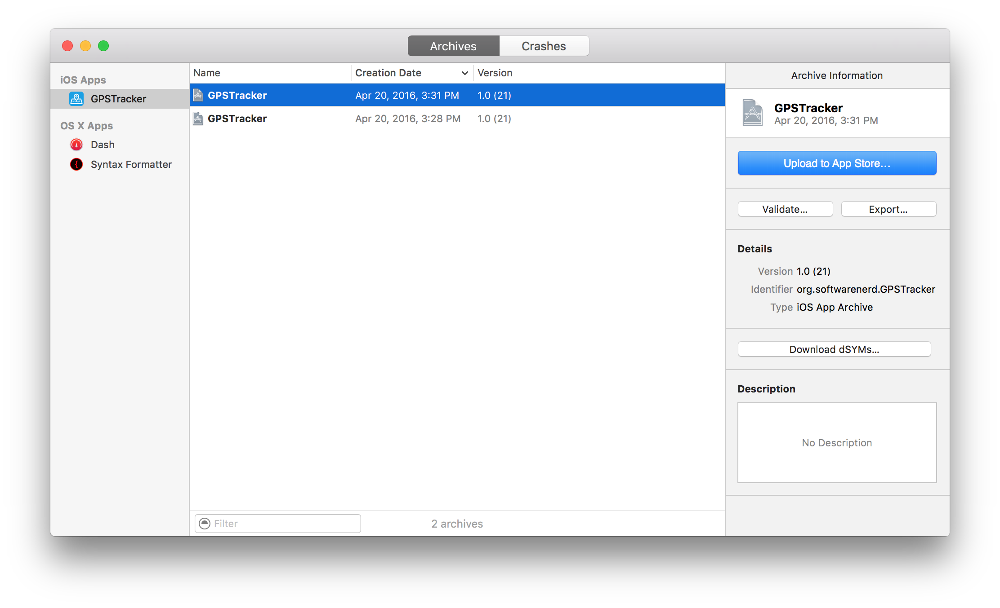 Archives Crashes
iOS Apps
GPSTracker
OS X Apps
Dash
Syntax Formatter
Name Creation Date Version
GPSTracker Apr 20, 2016, 3:31 PM 1.0 (21)
GPSTracker Apr 20, 2016, 3:28 PM 1.0 (21)
Filter 2 archives
Archive Information
GPSTracker
Apr 20, 2016, 3:31 PM
Upload to App Store...
Validate... Export...
Details
Version 1.0 (21)
Identifier org.softwarenerd.GPSTracker
Type iOS App Archive
Download dSYMs...
Description
No Description